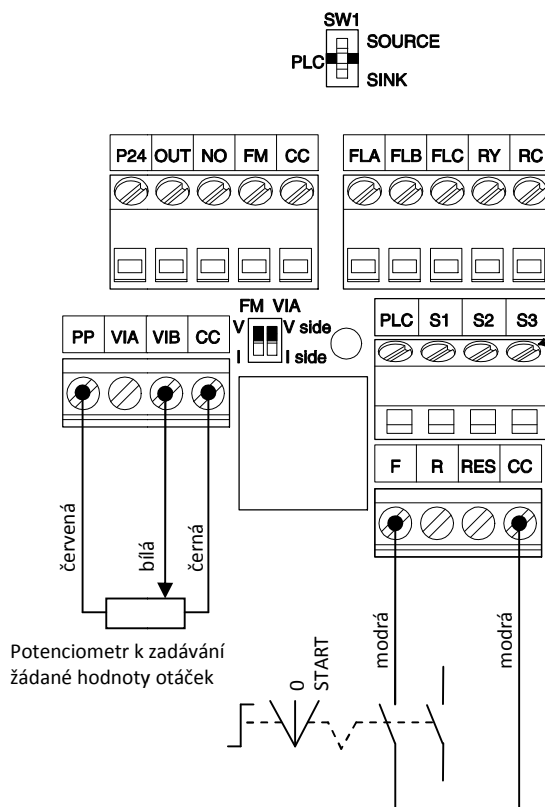 SW1
SOURCE
PLC
SINK
P24 OUT NO FM CC
FLA FLB FLC RY RC
FM VIA
V V side
I I side
PP VIA VIB CC
PLC S1 S2 S3
F R RES CC
červená
bílá
černá
Potenciometr k zadávání
žádané hodnoty otáček
modrá
modrá
0
START